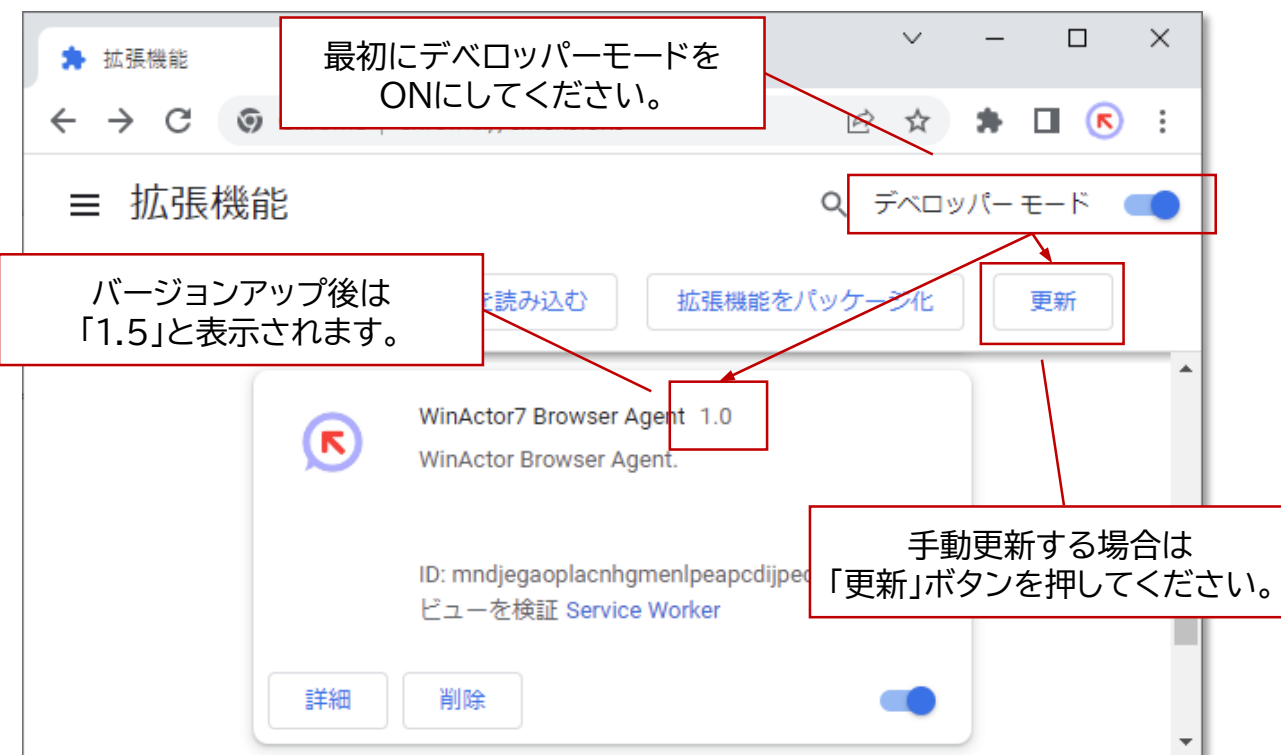 拡張機能
最初にデベロッパーモードを
ONにしてください。
拡張機能
デベロッパー モード
バージョンアップ後は
「1.5」と表示されます。
を読み込む
拡張機能をパッケージ化
更新
WinActor7 Browser Agent 1.0
WinActor Browser Agent.
手動更新する場合は
「更新」ボタンを押してください。
ID: mndjegaoplacnhgmenlpeapcdijped
ビューを検証 Service Worker
詳細
削除